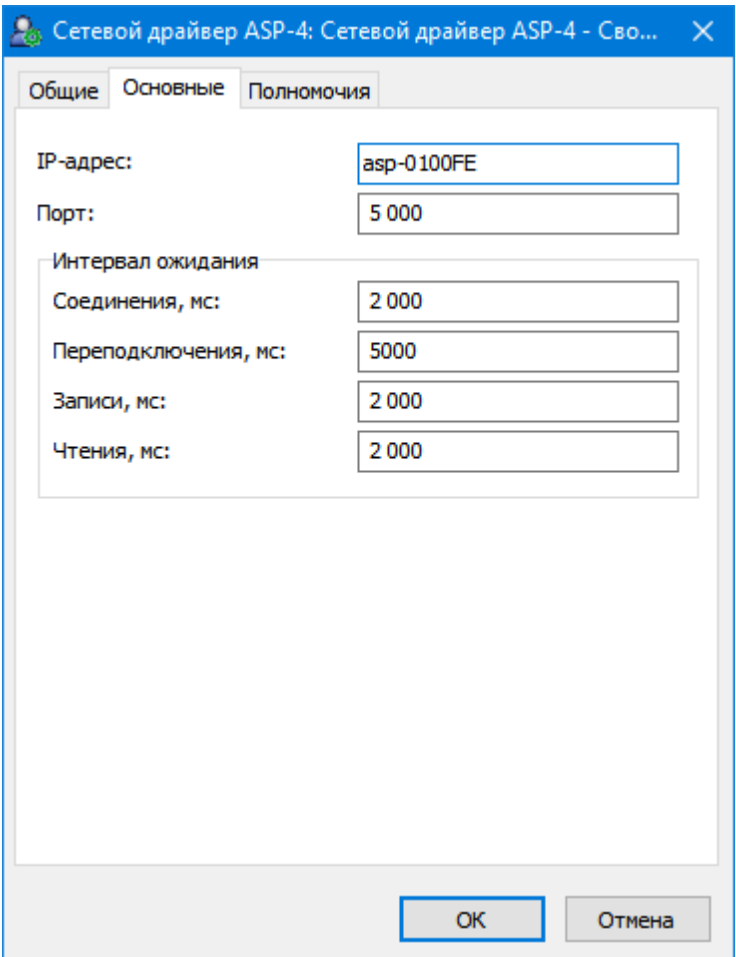 Сетевой драйвер ASP-4: Сетевой драйвер ASP-4 - Сво...
Общие Основные Полномочия
IP-адрес: asp-0100FE
Порт: 5 000
Интервал ожидания
Соединения, мс: 2 000
Переподключения, мс: 5000
Записи, мс: 2 000
Чтения, мс: 2 000
OK Отмена